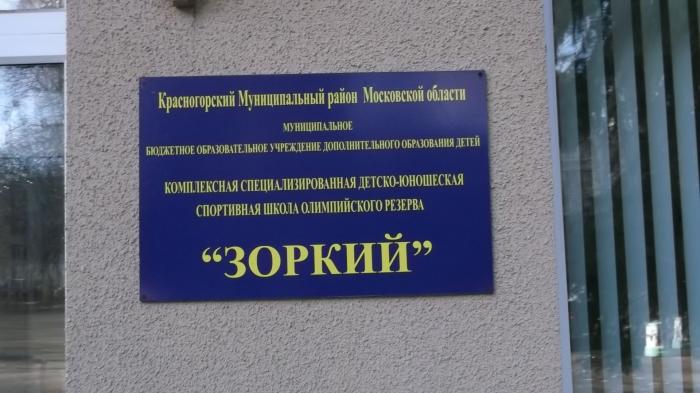 Красногорский Муниципальный район Московской области
МУНИЦИПАЛЬНОЕ
БЮДЖЕТНОЕ ОБРАЗОВАТЕЛЬНОЕ УЧРЕЖДЕНИЕ ДОПОЛНИТЕЛЬНОГО ОБРАЗОВАНИЯ ДЕТЕЙ
КОМПЛЕКСНАЯ СПЕЦИАЛИЗИРОВАННАЯ ДЕТСКО-ЮНОШЕСКАЯ
СПОРТИВНАЯ ШКОЛА ОЛИМПИЙСКОГО РЕЗЕРВА
“ЗОРКИЙ”